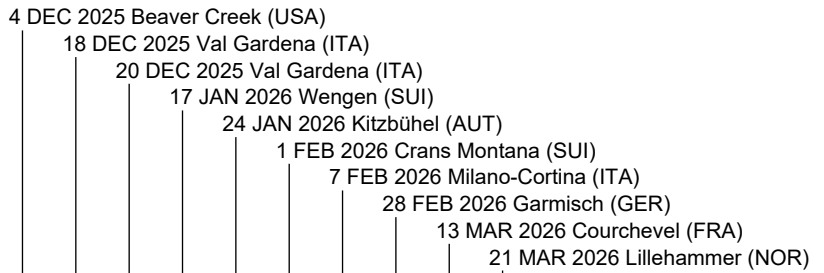 4 DEC 2025 Beaver Creek (USA)
18 DEC 2025 Val Gardena (ITA)
20 DEC 2025 Val Gardena (ITA)
17 JAN 2026 Wengen (SUI)
24 JAN 2026 Kitzbühel (AUT)
1 FEB 2026 Crans Montana (SUI)
7 FEB 2026 Milano-Cortina (ITA)
28 FEB 2026 Garmisch (GER)
13 MAR 2026 Courchevel (FRA)
21 MAR 2026 Lillehammer (NOR)